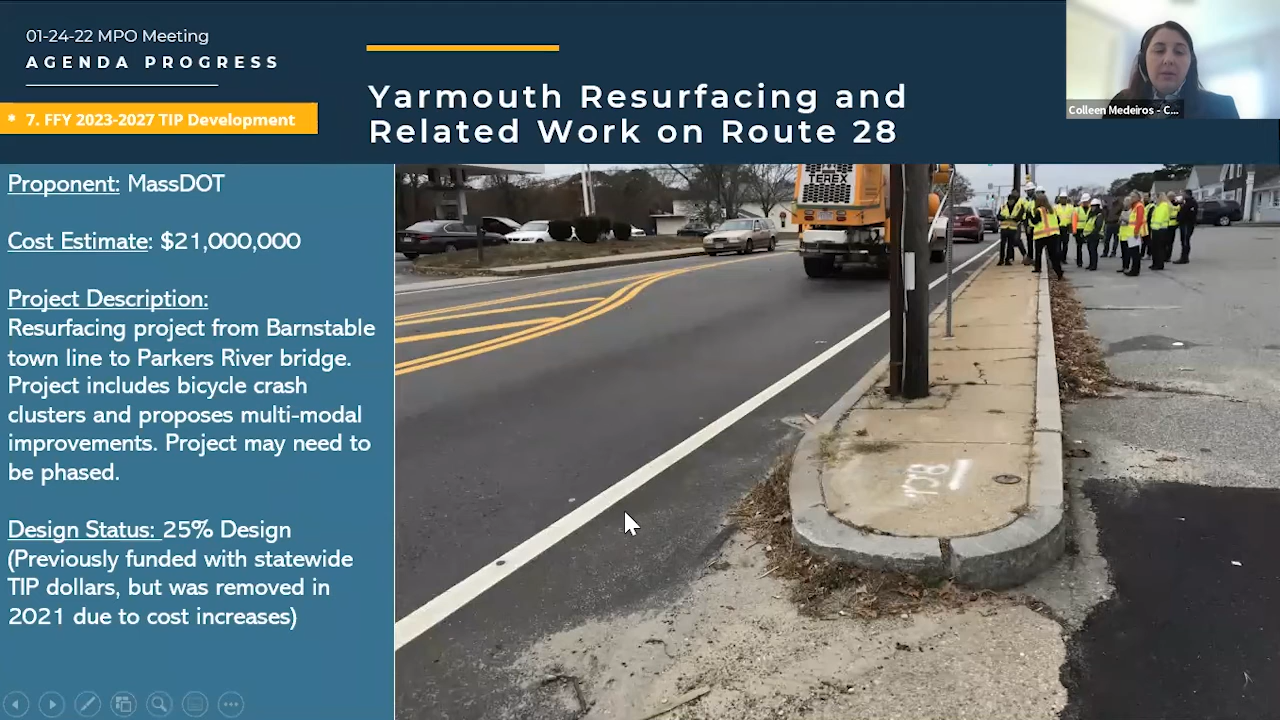 01-24-22 MPO Meeting
AGENDA PROGRESS
* 7. FFY 2023-2027 TIP Development
Yarmouth Resurfacing and
Related Work on Route 28
Colleen Medeiros - C...
Proponent: MassDOT
Cost Estimate: $21,000,000
Project Description:
Resurfacing project from Barnstable
town line to Parkers River bridge.
Project includes bicycle crash
clusters and proposes multi-modal
improvements. Project may need to
be phased.
Design Status: 25% Design
(Previously funded with statewide
TIP dollars, but was removed in
2021 due to cost increases)
TEREX